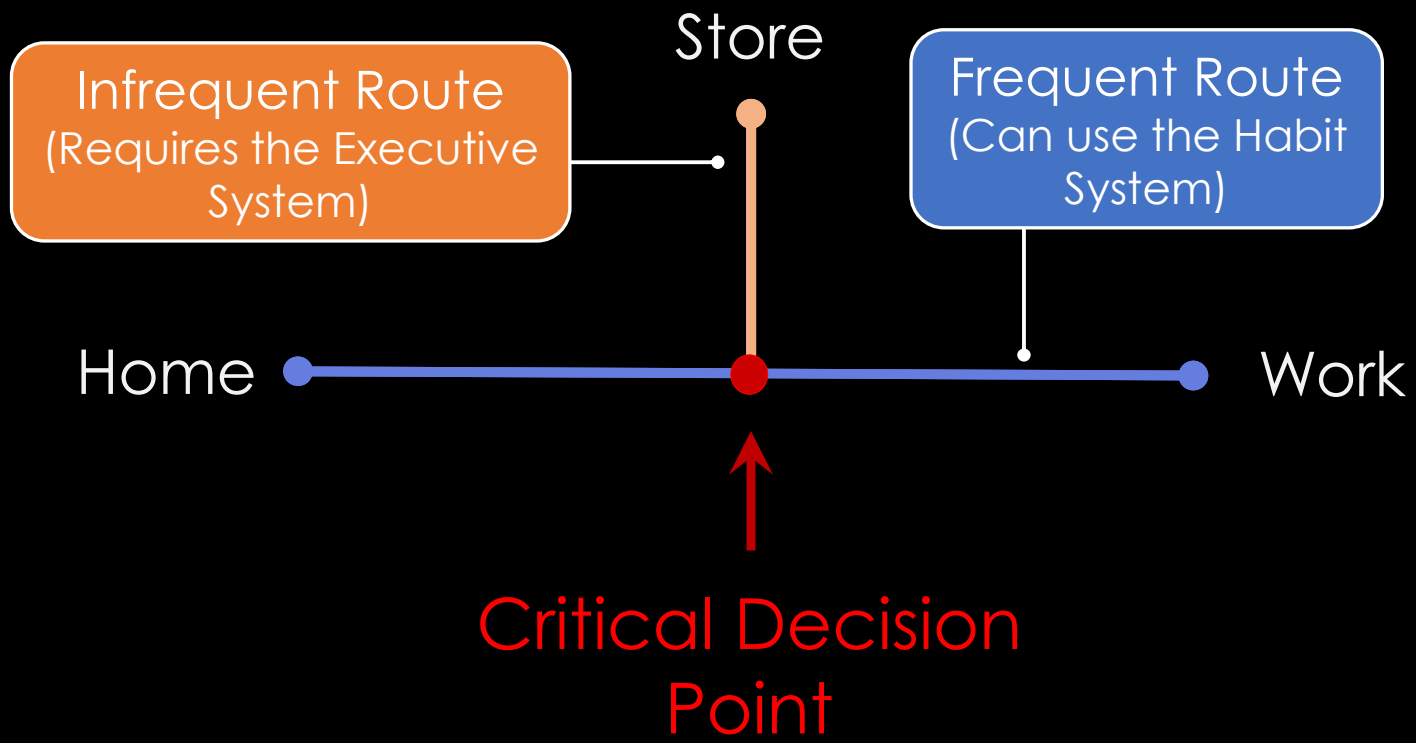 Store
Infrequent Route
(Requires the Executive
System)
Frequent Route
(Can use the Habit
System)
Home
Work
Critical Decision
Point